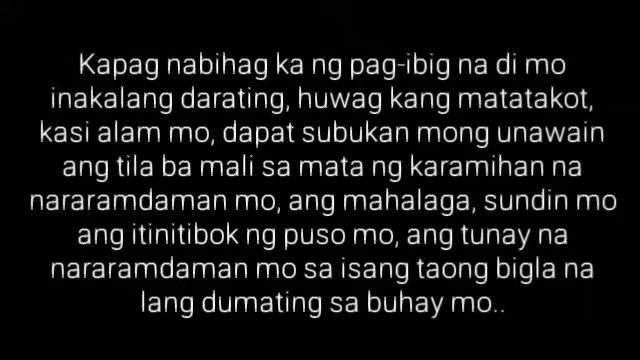 Kapag nabihag ka ng pag-ibig na di mo
inakalang darating, huwag kang matatakot,
kasi alam mo, dapat subukan mong unawain
ang tila ba mali sa mata ng karamihan na
nararamdaman mo, ang mahalaga, sundin mo
ang itinitibok ng puso mo, ang tunay na
nararamdaman mo sa isang taong bigla na
lang dumating sa buhay mo..